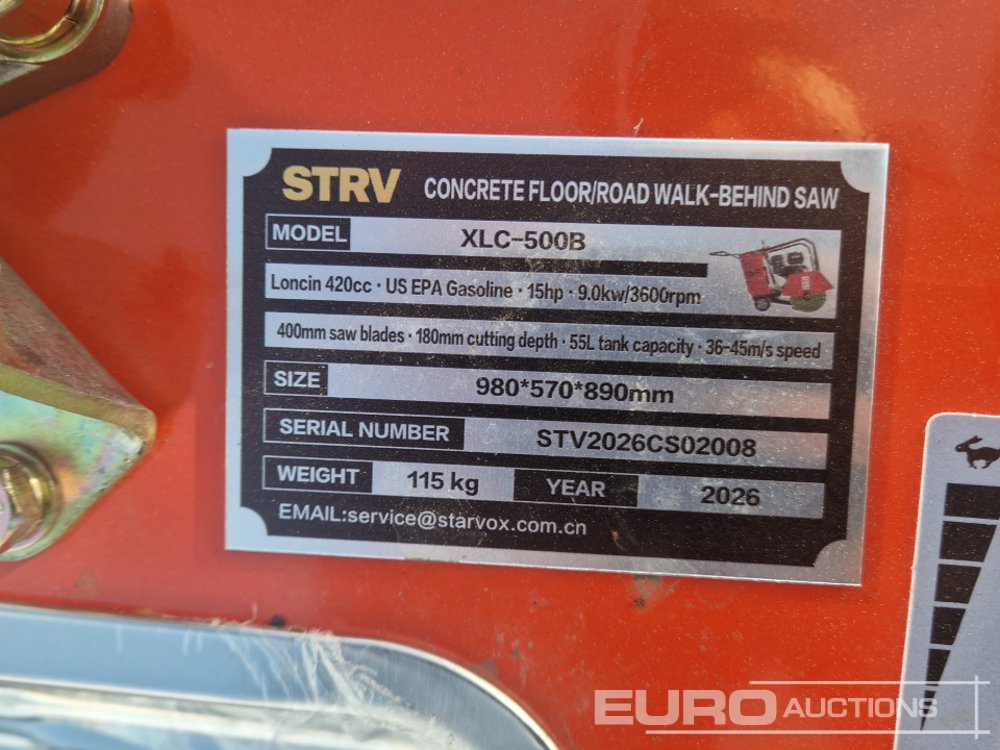 STRV CONCRETE FLOOR/ROAD WALK-BEHIND SAW
MODEL XLC-500B
Loncin 420cc · US EPA Gasoline · 15hp · 9.0kw/3600rpm
400mm saw blades · 180mm cutting depth · 55L tank capacity · 36-45m/s speed
SIZE 980*570*890mm
SERIAL NUMBER STV2026CS02008
WEIGHT 115 kg YEAR 2026
EMAIL:service@starvox.com.cn
EURO AUCTIONS